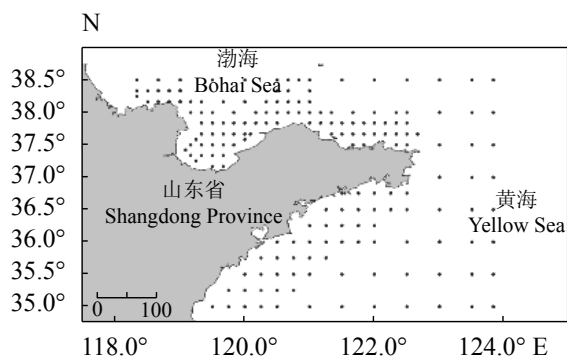 N
渤海
Bohai Sea
38.5°
38.0°
37.5°
37.0°
36.5°
36.0°
35.5°
35.0°
山东省
Shangdong Province
黄海
Yellow Sea
0 100
118.0° 120.0° 122.0° 124.0° E